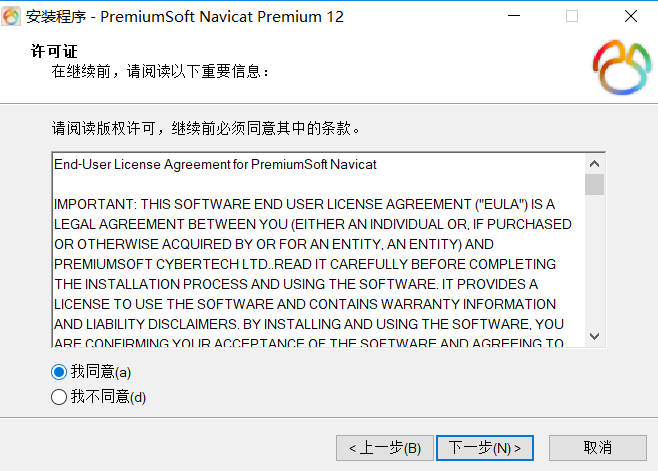 安装程序 - PremiumSoft Navicat Premium 12
许可证
在继续前，请阅读以下重要信息：
请阅读版权许可，继续前必须同意其中的条款。
End-User License Agreement for PremiumSoft Navicat
IMPORTANT: THIS SOFTWARE END USER LICENSE AGREEMENT ("EULA") IS A
LEGAL AGREEMENT BETWEEN YOU (EITHER AN INDIVIDUAL OR, IF PURCHASED
OR OTHERWISE ACQUIRED BY OR FOR AN ENTITY, AN ENTITY) AND
PREMIUMSOFT CYBERTECH LTD..READ IT CAREFULLY BEFORE COMPLETING
THE INSTALLATION PROCESS AND USING THE SOFTWARE. IT PROVIDES A
LICENSE TO USE THE SOFTWARE AND CONTAINS WARRANTY INFORMATION
AND LIABILITY DISCLAIMERS. BY INSTALLING AND USING THE SOFTWARE, YOU
ARE CONFIRMING YOUR ACCEPTANCE OF THE SOFTWARE AND AGREEING TO
我同意(a)
我不同意(d)
< 上一步(B)
下一步(N) >
取消